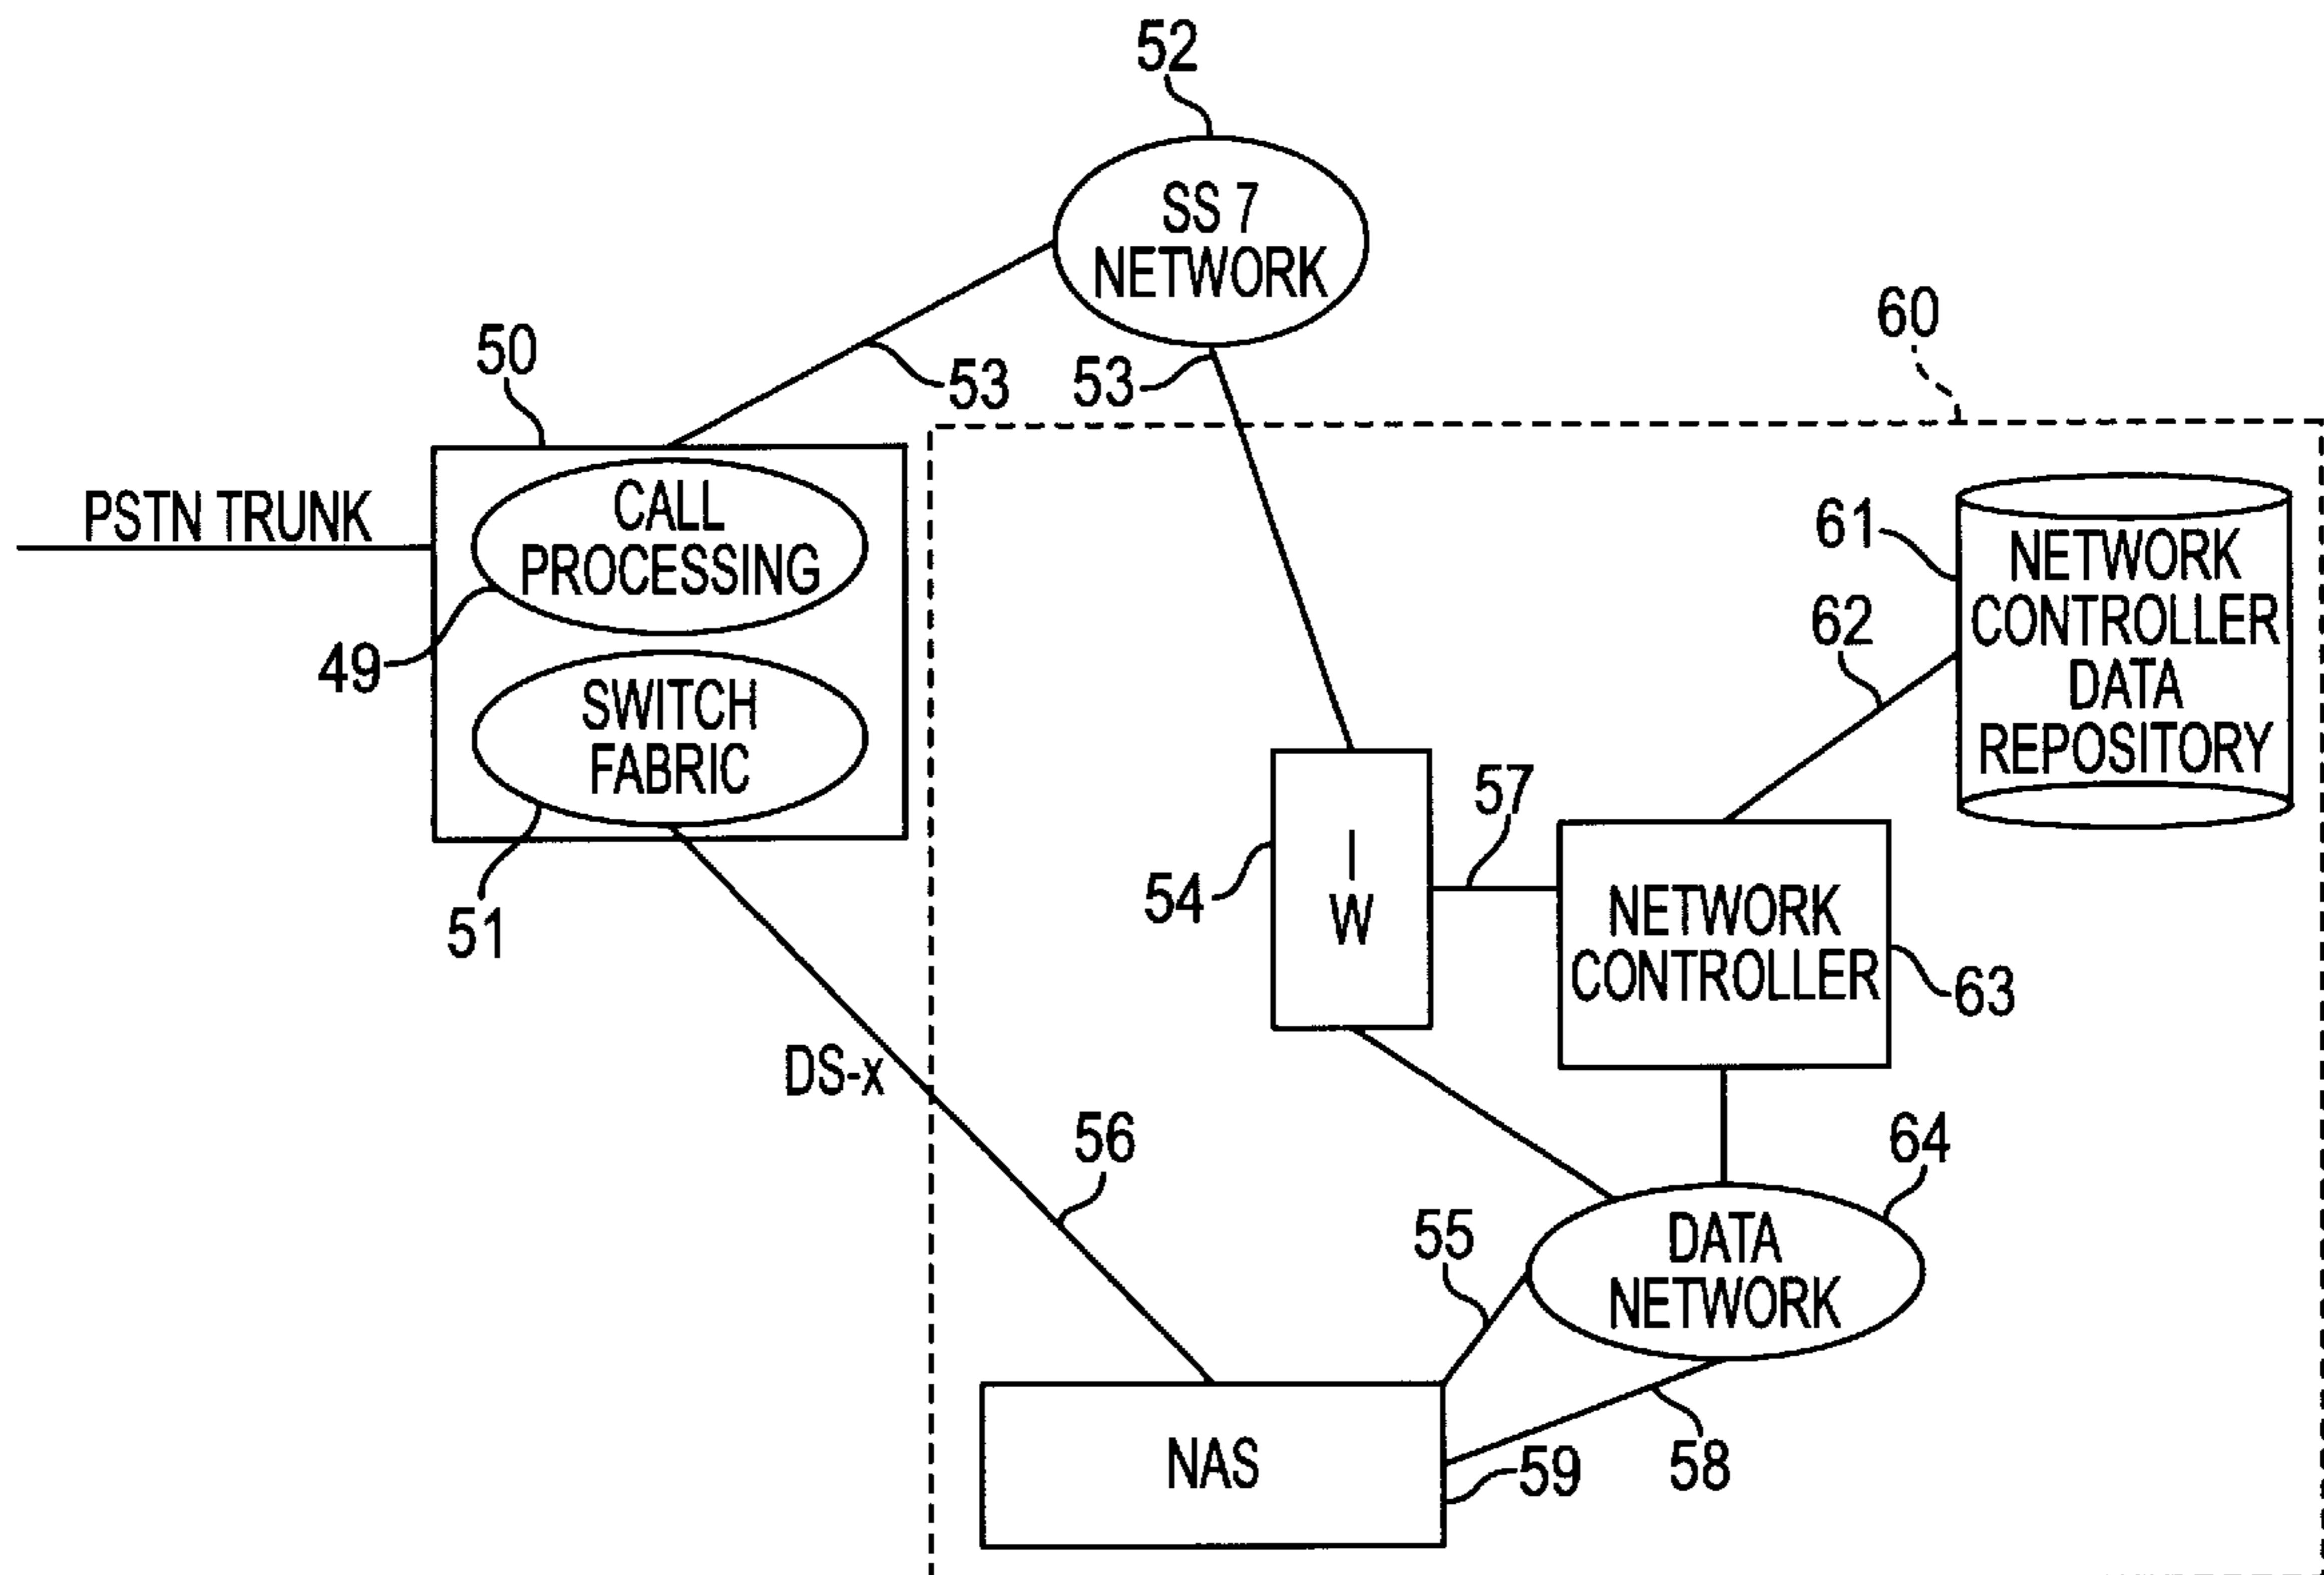 52
SS 7
NETWORK
60
50
53
53
PSTN TRUNK
CALL
PROCESSING
61
NETWORK
CONTROLLER
DATA
REPOSITORY
62
49
SWITCH
FABRIC
57
54
I
W
NETWORK
CONTROLLER
63
51
DS-x
56
64
55
DATA
NETWORK
NAS
59
58